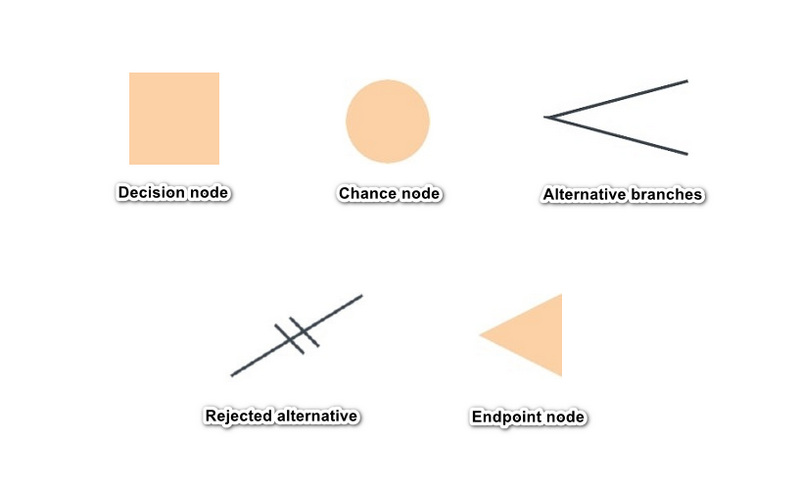 Decision node
Chance node
Alternative branches
Rejected alternative
Endpoint node